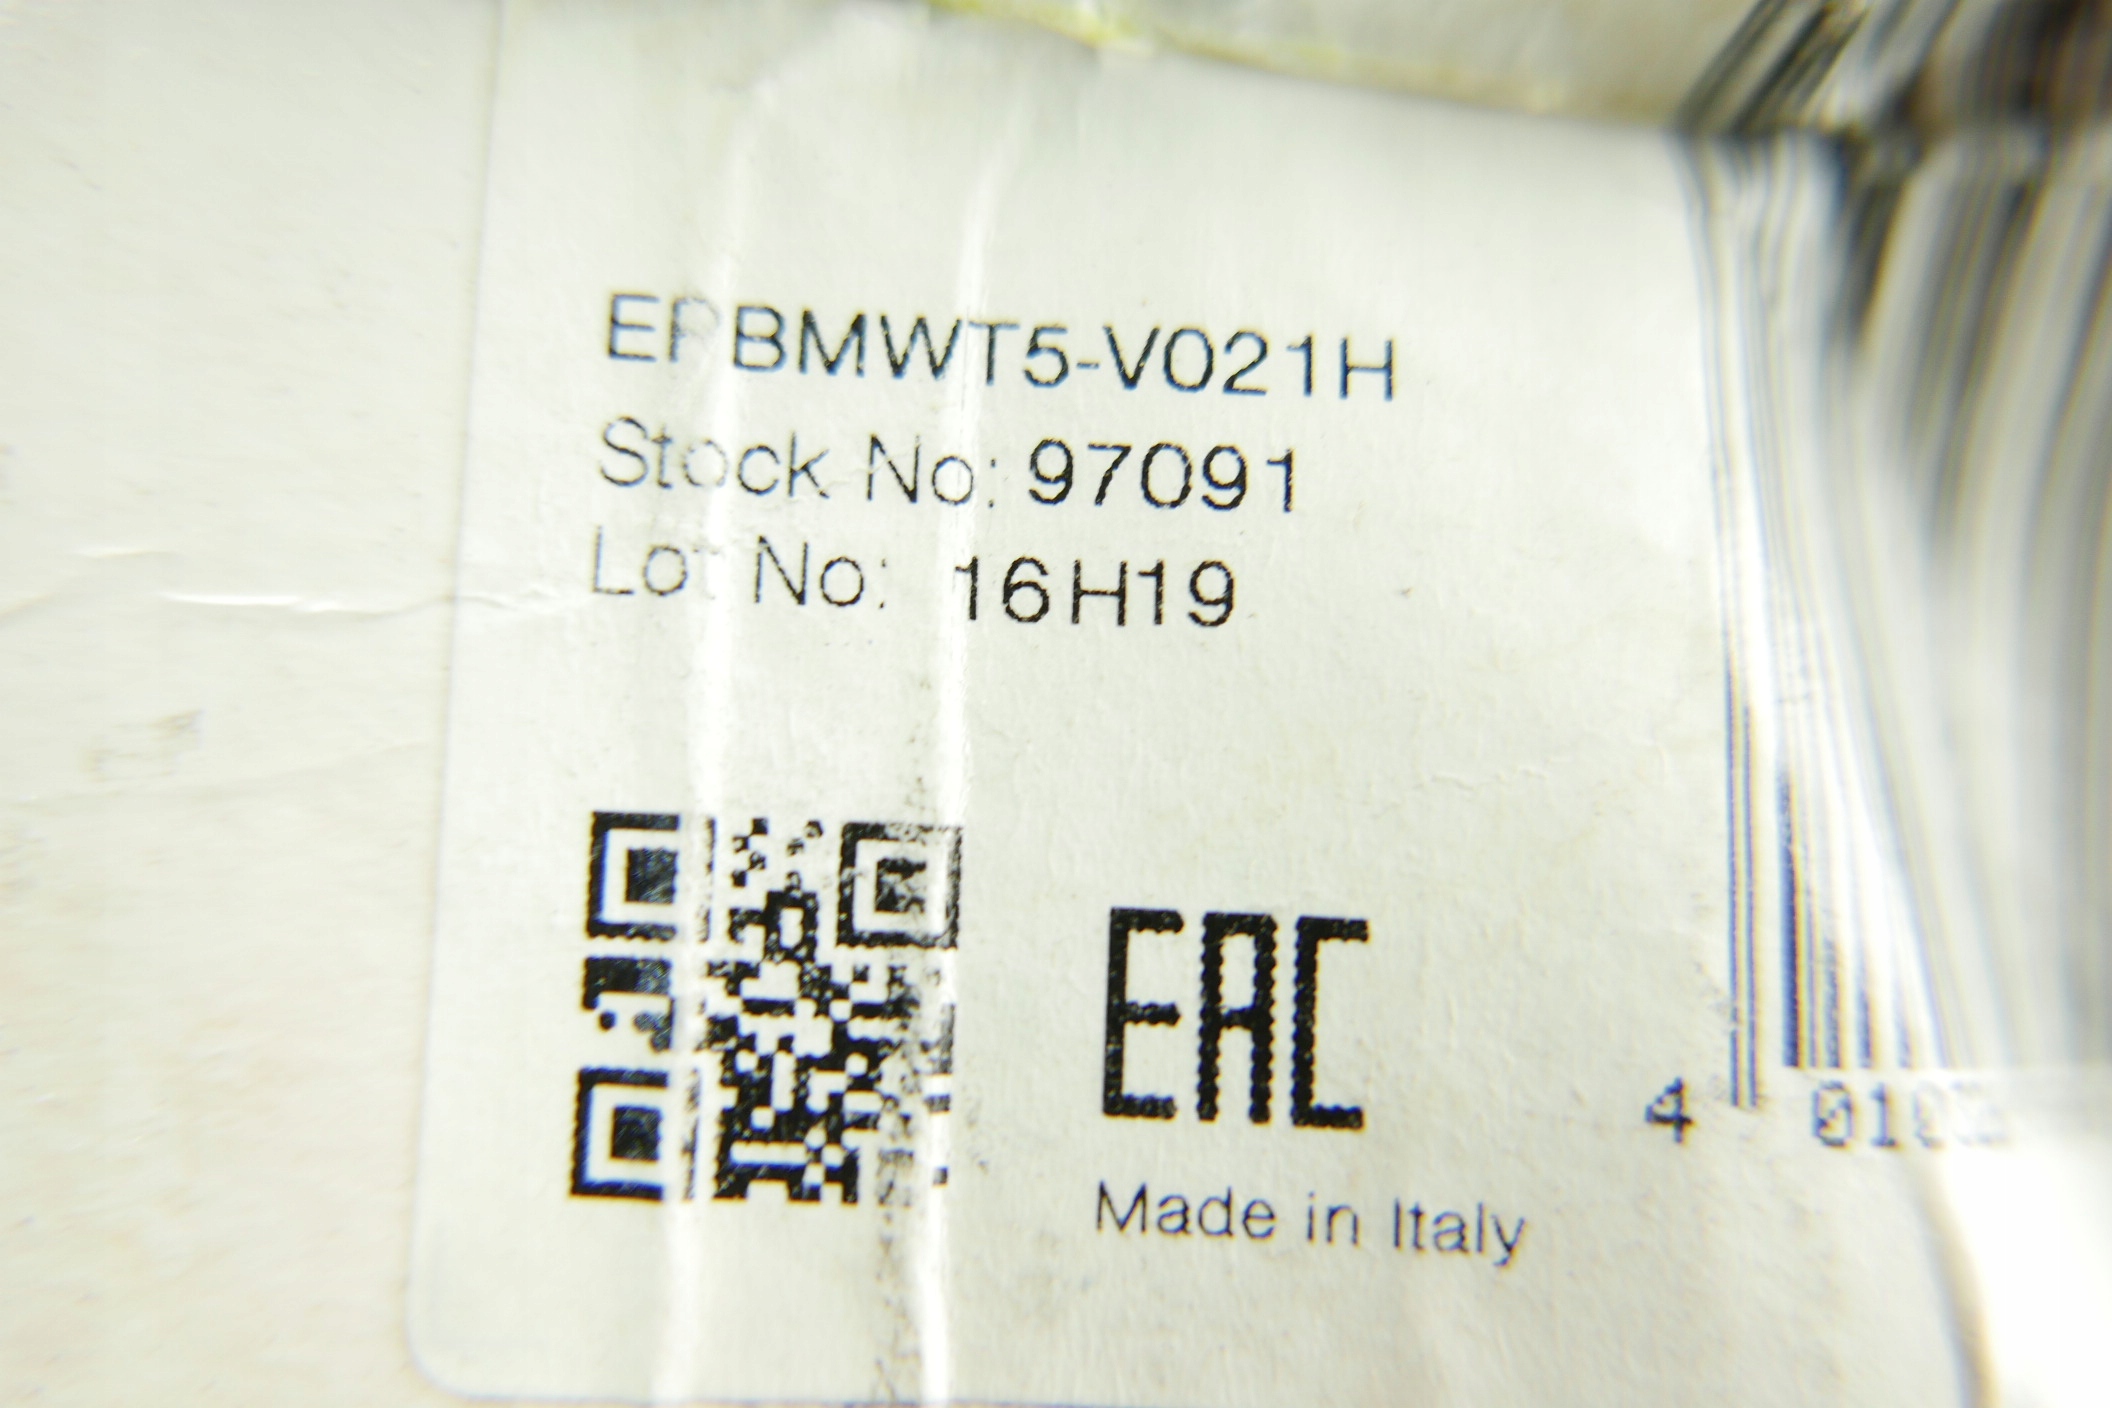 EPBMWT5-V021H
Stock No: 97091
Lot No: 16H19
EAC
Made in Italy
4